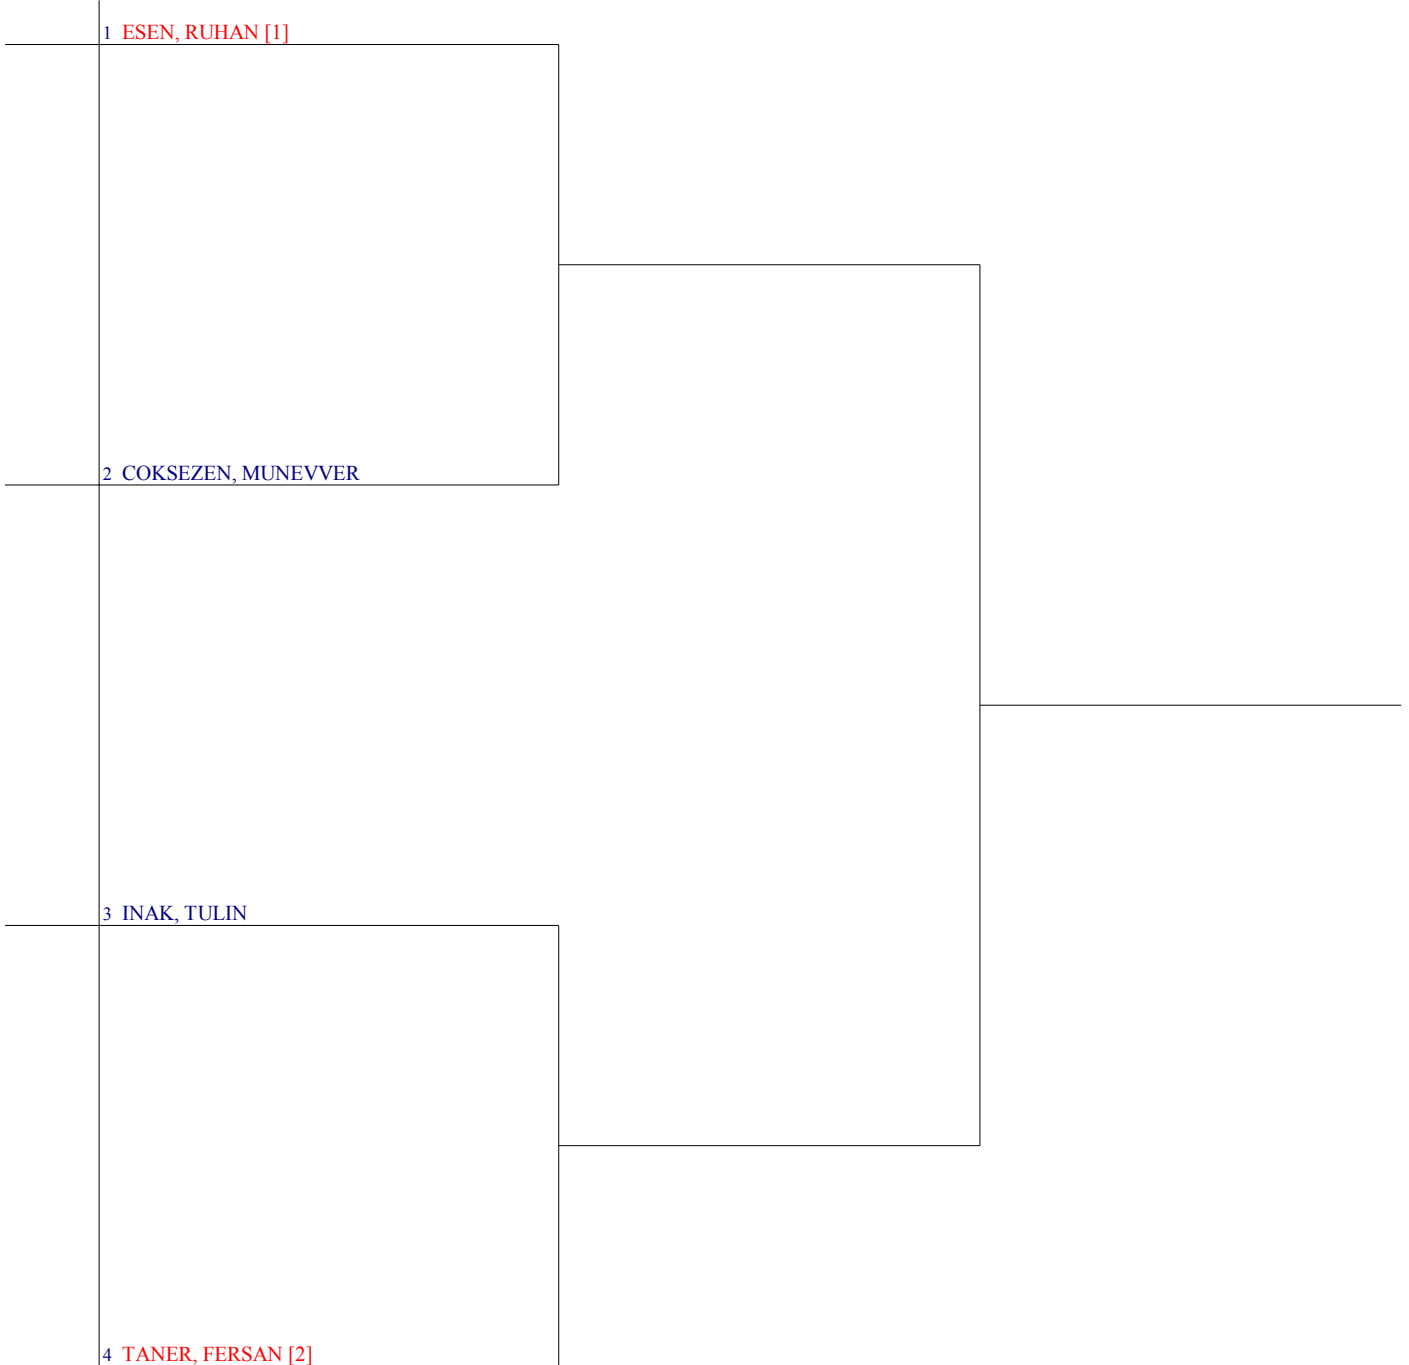 1 ESEN, RUHAN [1]
2 COKSEZEN, MUNEVVER
3 INAK, TULIN
4 TANER, FERSAN [2]